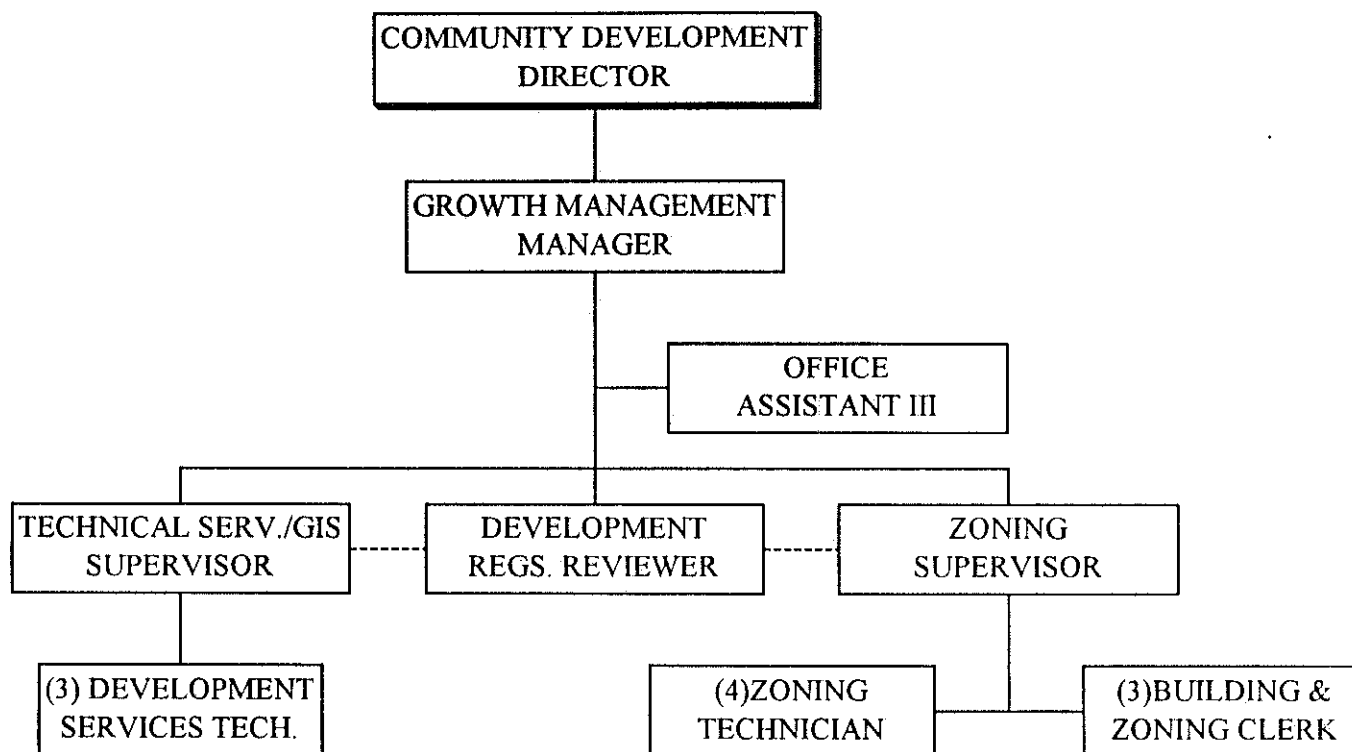 COMMUNITY DEVELOPMENT
DIRECTOR
GROWTH MANAGEMENT
MANAGER
OFFICE
ASSISTANT III
TECHNICAL SERV./GIS
SUPERVISOR
DEVELOPMENT
REGS. REVIEWER
ZONING
SUPERVISOR
(3) DEVELOPMENT
SERVICES TECH.
(4)ZONING
TECHNICIAN
(3)BUILDING &
ZONING CLERK